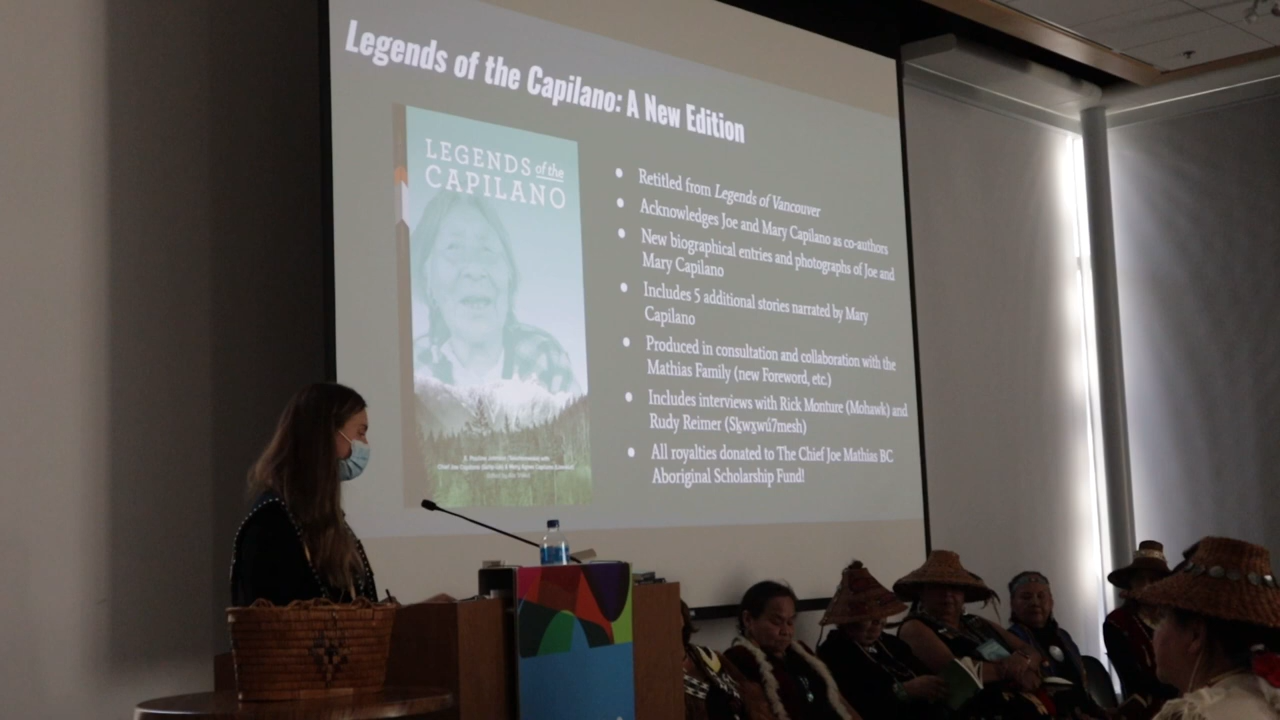 Legends of the Capilano: A New Edition
LEGENDS of the
CAPILANO
• Retitled from Legends of Vancouver
• Acknowledges Joe and Mary Capilano as co-authors
• New biographical entries and photographs of Joe and
Mary Capilano
• Includes 5 additional stories narrated by Mary
Capilano
• Produced in consultation and collaboration with the
Mathias Family (new Foreword, etc.)
• Includes interviews with Rick Monture (Mohawk) and
Rudy Reimer (Sḵwx̱wú7mesh)
• All royalties donated to The Chief Joe Mathias BC
Aboriginal Scholarship Fund!